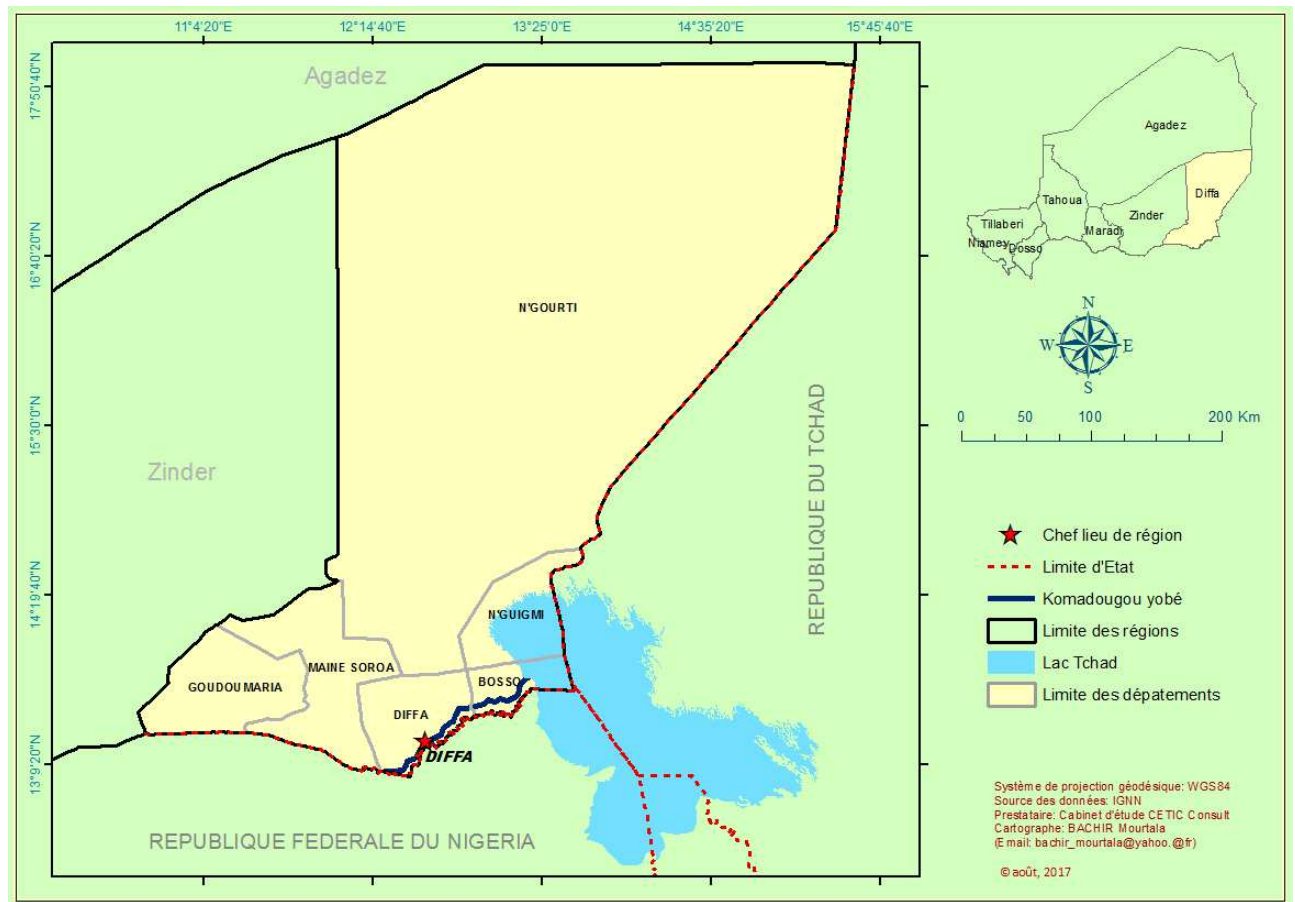 11°4'20"E
12°14'40"E
13°25'0"E
14°35'20"E
15°45'40"E
17°50'40"N
16°40'20"N
15°30'0"N
14°19'40"N
13°9'20"N
Agadez
Zinder
N'GOURTI
N'GUIGMI
MAINE SOROA
GOUDOUMARIA
BOSSO
DIFFA
DIFFA
REPUBLIQUE DU TCHAD
REPUBLIQUE FEDERALE DU NIGERIA
Agadez
Diffa
Tahoua
Zinder
Tillaberi
Maradi
Niamey
Dosso
N
W
E
S
0 50 100 200 Km
Chef lieu de région
Limite d'Etat
Komadougou yobé
Limite des régions
Lac Tchad
Limite des dépatements
Système de projection géodésique: WGS84
Source des données: IGNN
Prestataire: Cabinet d'étude CETIC Consult
Cartographe: BACHIR Mourtala
(Email: bachir_mourtala@yahoo.@fr)
©août, 2017